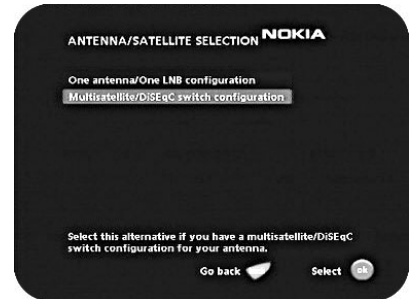 ANTENNA/SATELLITE SELECTION NOKIA
One antenna/One LNB configuration
Multisatellite/DiSEqC switch configuration
Select this alternative if you have a multisatellite/DiSEqC
switch configuration for your antenna.
Go back Select ok